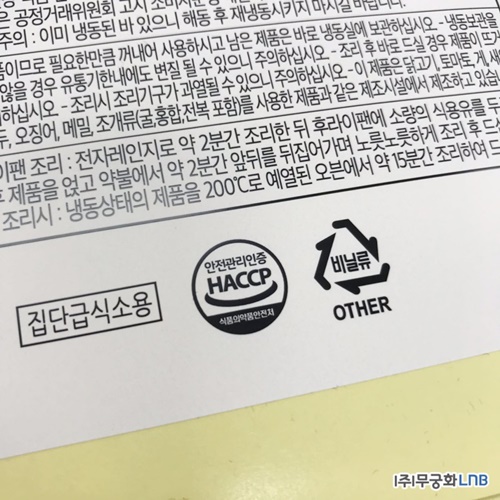 공정거래위원회 고시 소비자분쟁
주의 : 이미 냉동된 바 있으니 해동 후 재냉동시키지 마시길 바랍니다.
품이므로 필요한만큼 꺼내어 사용하시고 남은 제품은 바로 냉동실에 보관하십시오 - 냉동보관을
않을 경우 유통기한내에도 변질 될 수 있으니 주의하십시오 - 조리 후 바로 드실 경우 제품이 뜨거
의하십시오 - 조리시 조리기구가 과열될 수 있으니 주의하십시오 - 이 제품은 닭고기, 토마토, 게, 새
두, 오징어, 메밀, 조개류(굴,홍합,전복 포함)를 사용한 제품과 같은 제조시설에서 제조하고 있습
이팬 조리 : 전자레인지로 약 2분간 조리한 뒤 후라이팬에 소량의 식용유를 두
후 제품을 얹고 약불에서 약 2분간 앞뒤를 뒤집어가며 노릇노릇하게 조리 후 드
조리시 : 냉동상태의 제품을 200℃로 예열된 오븐에서 약 15분간 조리하여 드
집단급식소용
안전관리인증
HACCP
식품의약품안전처
비닐류
OTHER
(주)무궁화LNB